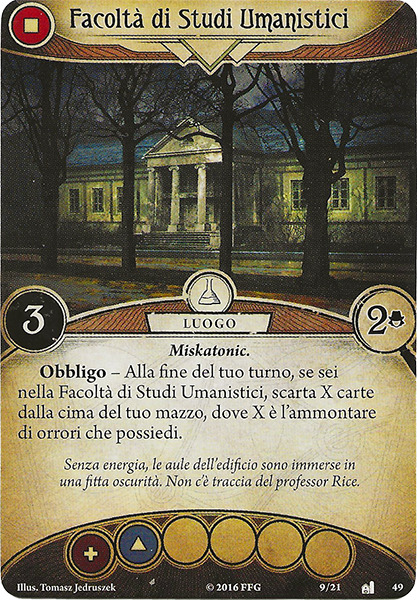 Facoltà di Studi Umanistici
3
LUOGO
2
Miskatonic.
Obbligo – Alla fine del tuo turno, se sei
nella Facoltà di Studi Umanistici, scarta X carte
dalla cima del tuo mazzo, dove X è l'ammontare
di orrori che possiedi.
Senza energia, le aule dell'edificio sono immerse in
una fitta oscurità. Non c'è traccia del professor Rice.
Illus. Tomasz Jedruszek © 2016 FFG 9/21 49